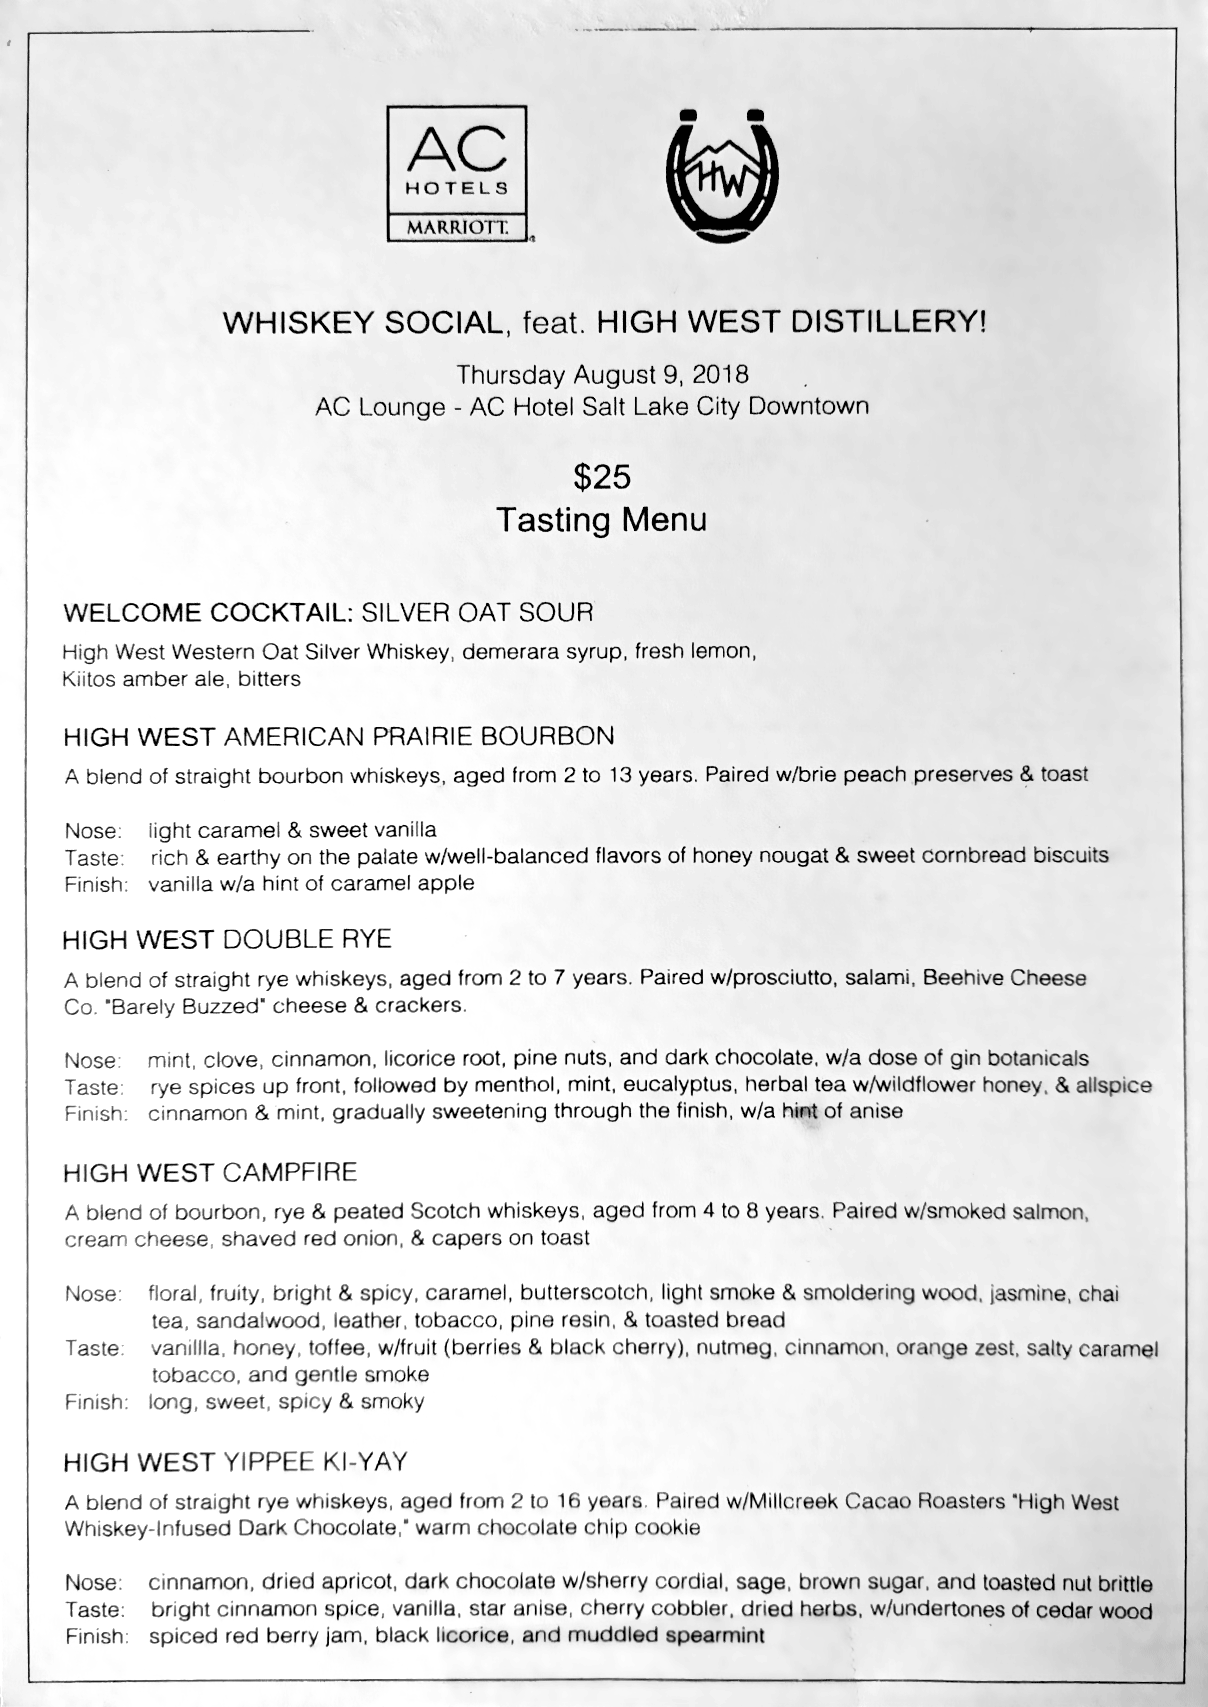 AC
HOTELS
MARRIOTT.
HW
WHISKEY SOCIAL, feat. HIGH WEST DISTILLERY!
Thursday August 9, 2018
AC Lounge - AC Hotel Salt Lake City Downtown
$25
Tasting Menu
WELCOME COCKTAIL: SILVER OAT SOUR
High West Western Oat Silver Whiskey, demerara syrup, fresh lemon,
Kiitos amber ale, bitters
HIGH WEST AMERICAN PRAIRIE BOURBON
A blend of straight bourbon whiskeys, aged from 2 to 13 years. Paired w/brie peach preserves & toast
Nose: light caramel & sweet vanilla
Taste: rich & earthy on the palate w/well-balanced flavors of honey nougat & sweet cornbread biscuits
Finish: vanilla w/a hint of caramel apple
HIGH WEST DOUBLE RYE
A blend of straight rye whiskeys, aged from 2 to 7 years. Paired w/prosciutto, salami, Beehive Cheese
Co. "Barely Buzzed" cheese & crackers.
Nose: mint, clove, cinnamon, licorice root, pine nuts, and dark chocolate, w/a dose of gin botanicals
Taste: rye spices up front, followed by menthol, mint, eucalyptus, herbal tea w/wildflower honey, & allspice
Finish: cinnamon & mint, gradually sweetening through the finish, w/a hint of anise
HIGH WEST CAMPFIRE
A blend of bourbon, rye & peated Scotch whiskeys, aged from 4 to 8 years. Paired w/smoked salmon,
cream cheese, shaved red onion, & capers on toast
Nose: floral, fruity, bright & spicy, caramel, butterscotch, light smoke & smoldering wood, jasmine, chai
tea, sandalwood, leather, tobacco, pine resin, & toasted bread
Taste: vanillla, honey, toffee, w/fruit (berries & black cherry), nutmeg, cinnamon, orange zest, salty caramel
tobacco, and gentle smoke
Finish: long, sweet, spicy & smoky
HIGH WEST YIPPEE KI-YAY
A blend of straight rye whiskeys, aged from 2 to 16 years. Paired w/Millcreek Cacao Roasters "High West
Whiskey-Infused Dark Chocolate," warm chocolate chip cookie
Nose: cinnamon, dried apricot, dark chocolate w/sherry cordial, sage, brown sugar, and toasted nut brittle
Taste: bright cinnamon spice, vanilla, star anise, cherry cobbler, dried herbs, w/undertones of cedar wood
Finish: spiced red berry jam, black licorice, and muddled spearmint